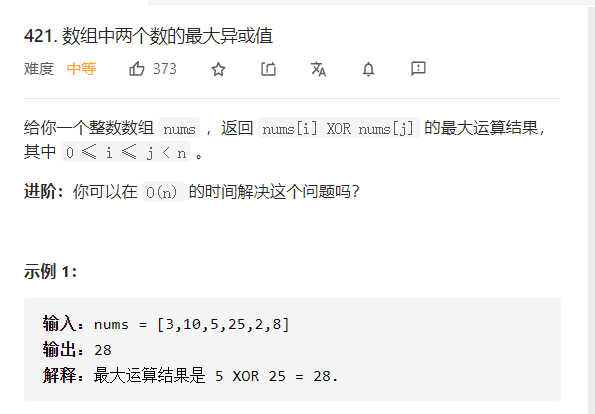 421. 数组中两个数的最大异或值
难度 中等 373
给你一个整数数组 nums ，返回 nums[i] XOR nums[j] 的最大运算结果，
其中 0 ≤ i ≤ j < n 。
进阶：你可以在 O(n) 的时间解决这个问题吗？
示例 1：
输入：nums = [3,10,5,25,2,8]
输出：28
解释：最大运算结果是 5 XOR 25 = 28.